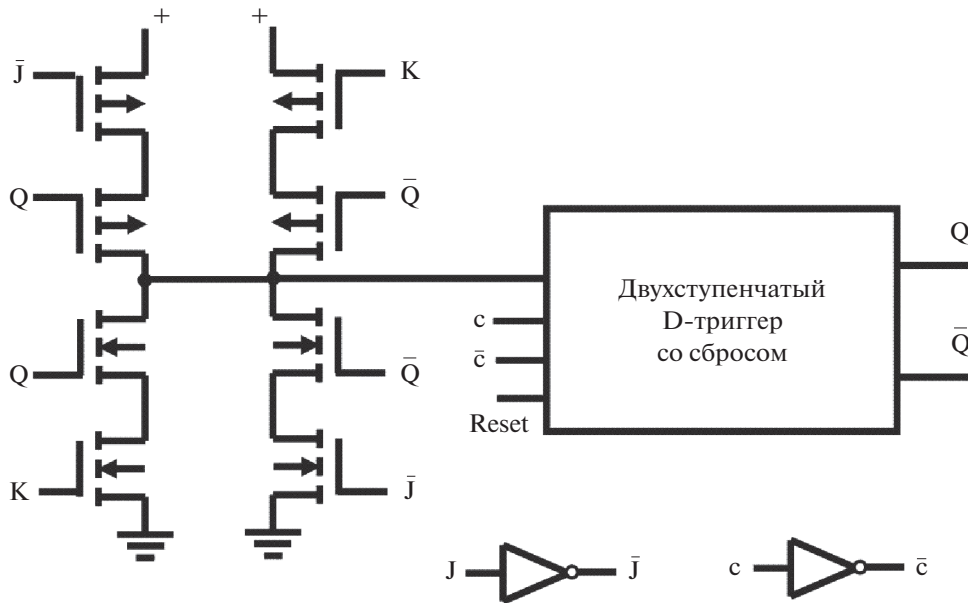 + +
J̄ K
Q Q̄
Q
Двухступенчатый
D-триггер
со сбросом
c
c̄
Q Q̄
Q̄
Reset
K J̄
J J̄ c c̄